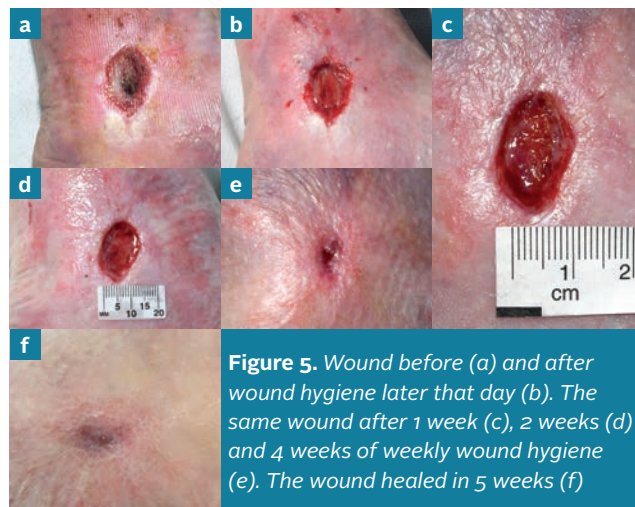 a
b
c
d
e
f
1 2
cm
mm 5 10 15 20
Figure 5. Wound before (a) and after
wound hygiene later that day (b). The
same wound after 1 week (c), 2 weeks (d)
and 4 weeks of weekly wound hygiene
(e). The wound healed in 5 weeks (f)